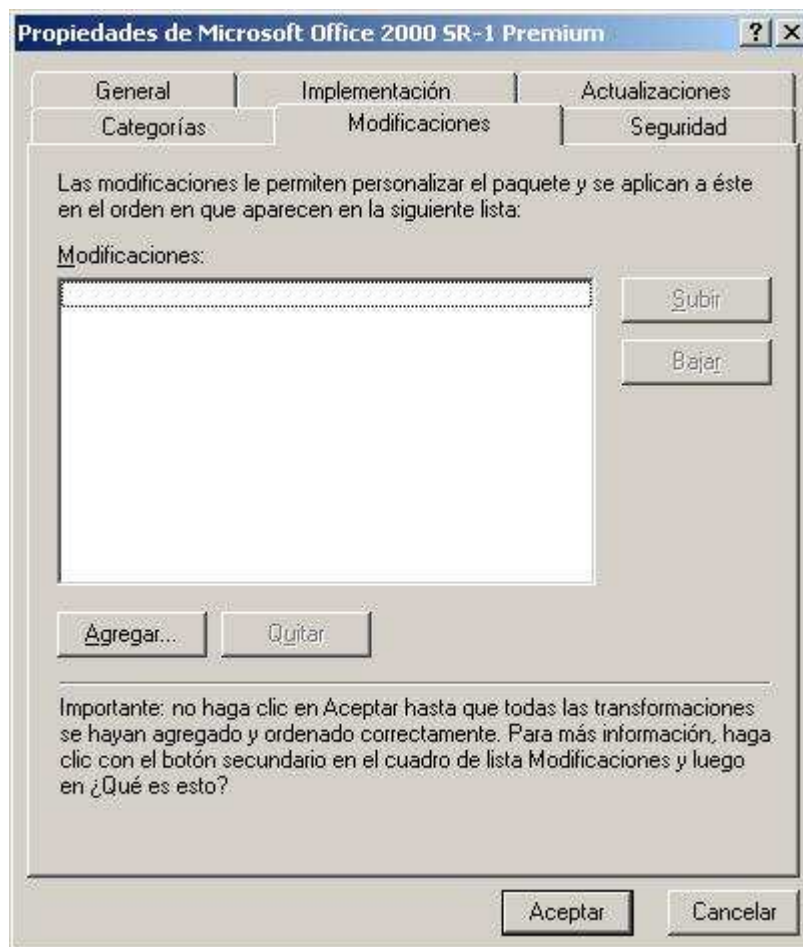 Propiedades de Microsoft Office 2000 SR-1 Premium
General Implementación Actualizaciones
Categorías Modificaciones Seguridad
Las modificaciones le permiten personalizar el paquete y se aplican a éste
en el orden en que aparecen en la siguiente lista:
Modificaciones:
Subir
Bajar
Agregar... Quitar
Importante: no haga clic en Aceptar hasta que todas las transformaciones
se hayan agregado y ordenado correctamente. Para más información, haga
clic con el botón secundario en el cuadro de lista Modificaciones y luego
en ¿Qué es esto?
Aceptar Cancelar